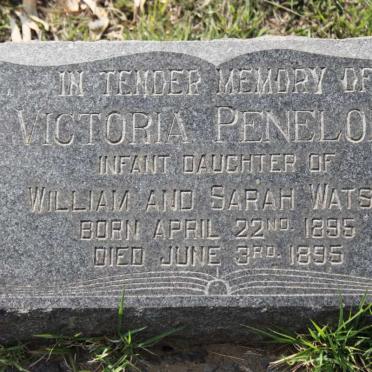 IN TENDER MEMORY OF
VICTORIA PENELO
INFANT DAUGHTER OF
WILLIAM AND SARAH WATS
BORN APRIL 22ND. 1895
DIED JUNE 3RD. 1895